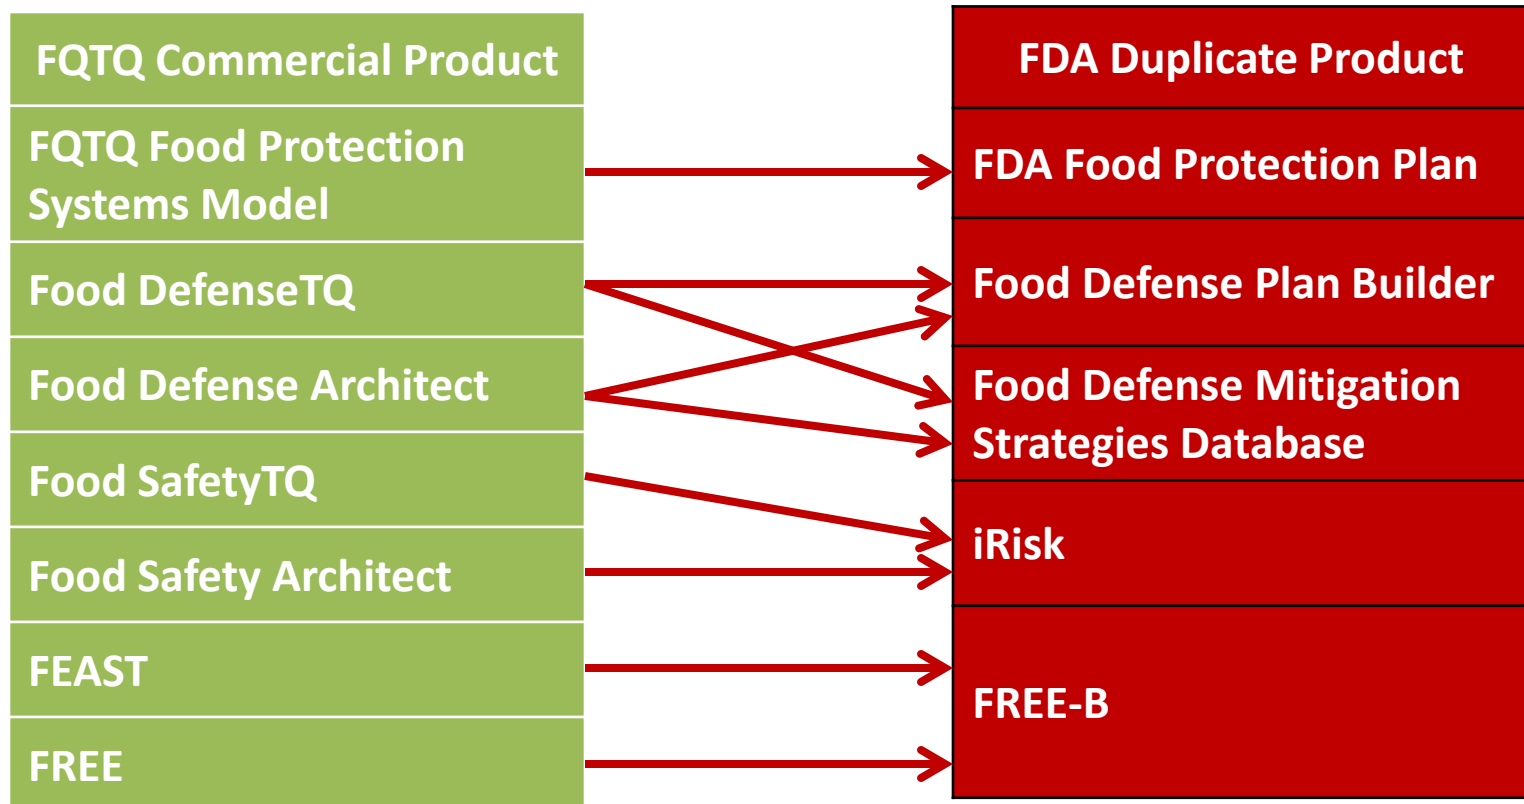 FQTQ Commercial Product
FQTQ Food Protection
Systems Model
Food DefenseTQ
Food Defense Architect
Food SafetyTQ
Food Safety Architect
FEAST
FREE
FDA Duplicate Product
FDA Food Protection Plan
Food Defense Plan Builder
Food Defense Mitigation
Strategies Database
iRisk
FREE-B